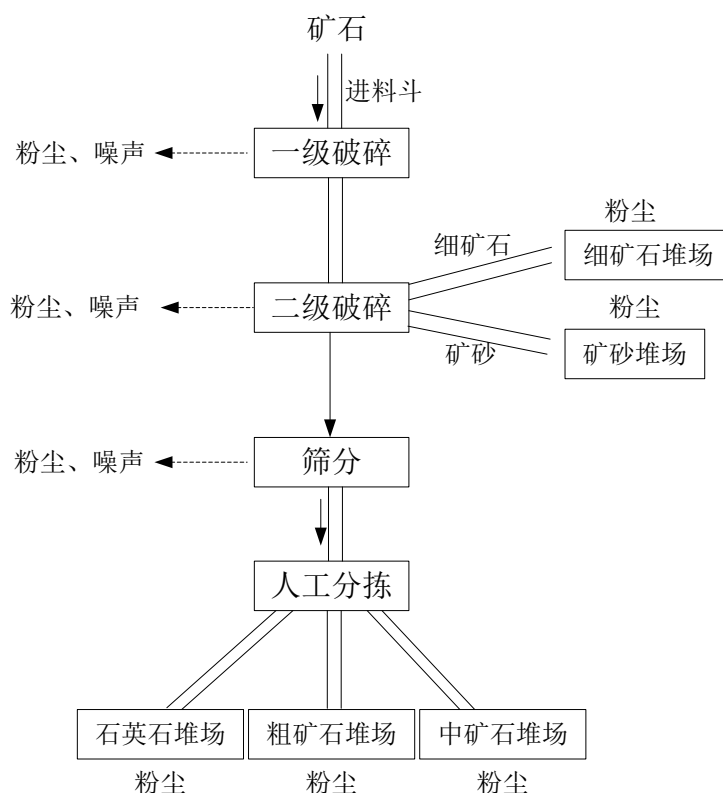 矿石
进料斗
粉尘、噪声
一级破碎
粉尘
细矿石
细矿石堆场
粉尘、噪声
二级破碎
粉尘
矿砂
矿砂堆场
粉尘、噪声
筛分
人工分拣
石英石堆场
粗矿石堆场
中矿石堆场
粉尘
粉尘
粉尘